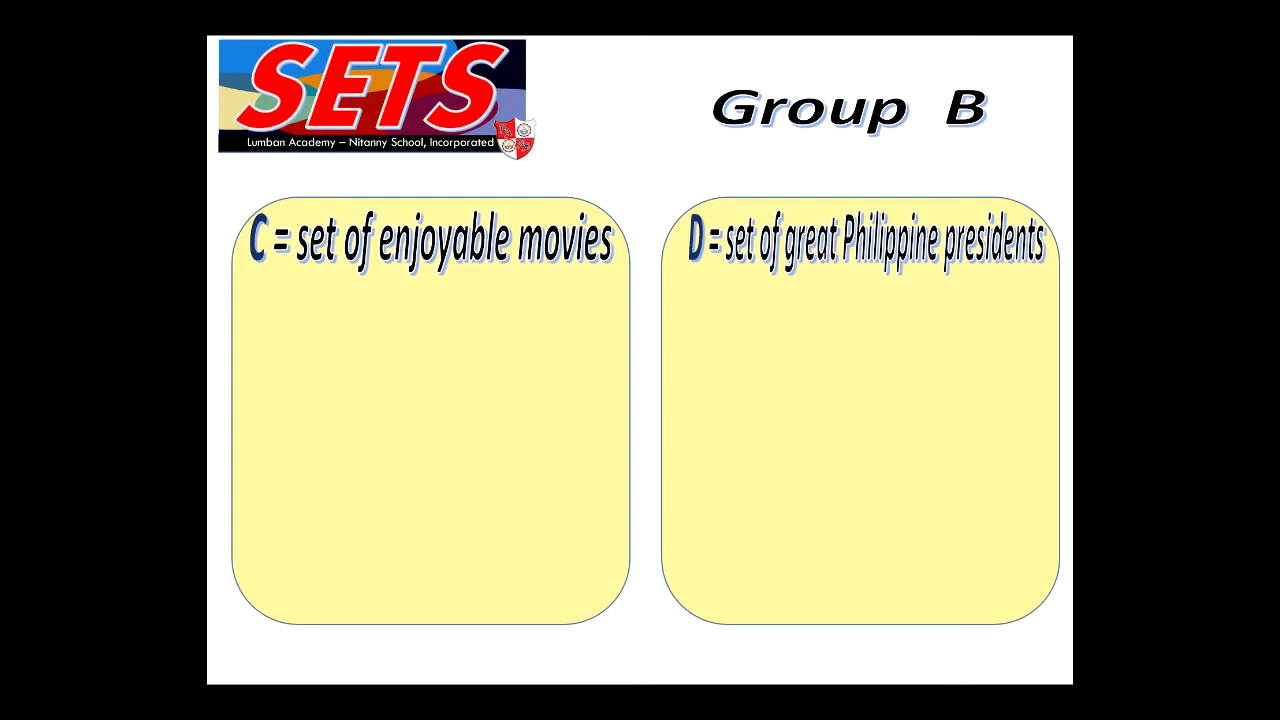 SETS
Lumban Academy – Nitanny School, Incorporated
Group B
C = set of enjoyable movies
D = set of great Philippine presidents